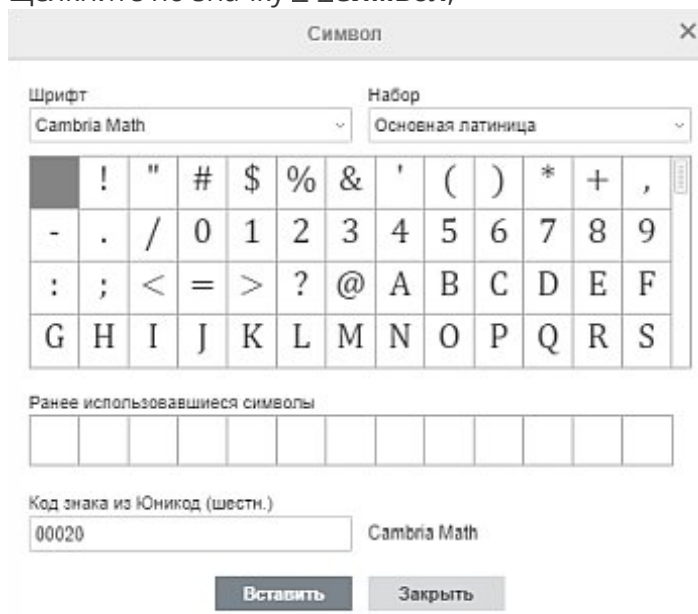 Символ
Шрифт Набор
Cambria Math Основная латиница
! " # $ % & ' ( ) * + ,
- . / 0 1 2 3 4 5 6 7 8 9
: ; < = > ? @ A B C D E F
G H I J K L M N O P Q R S
Ранее использовавшиеся символы
Код знака из Юникод (шестн.)
00020 Cambria Math
Вставить Закрыть